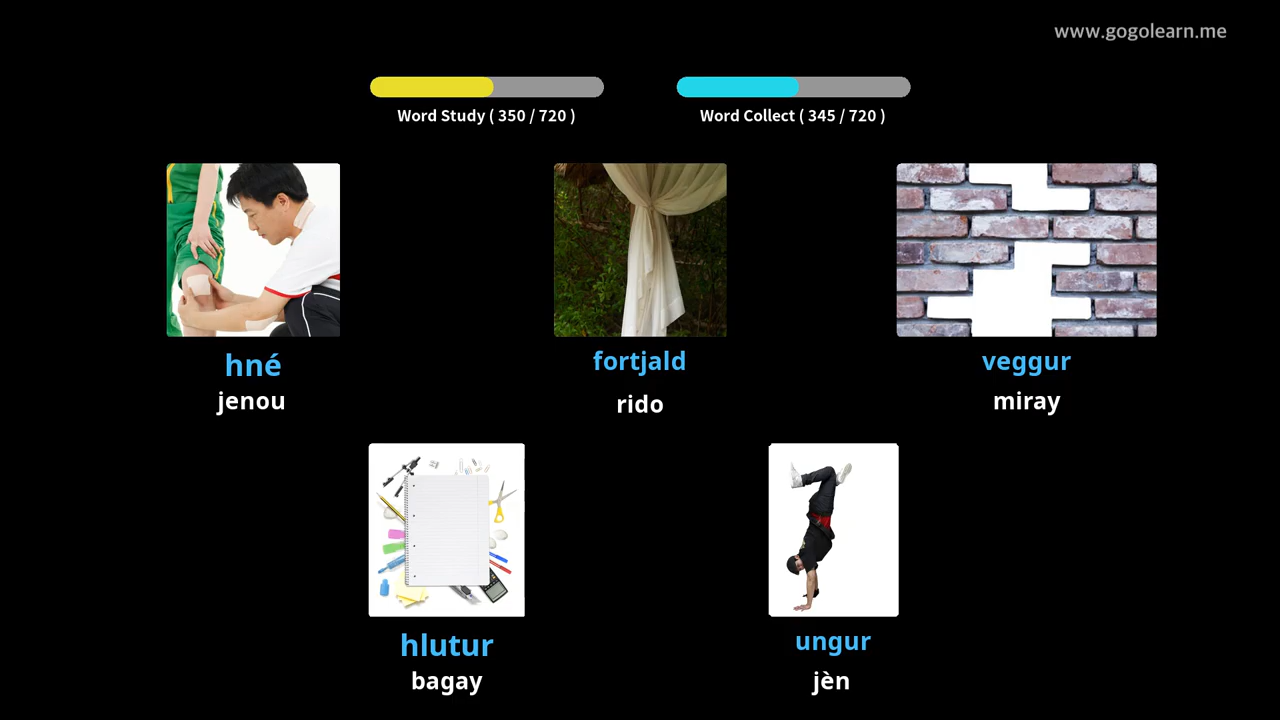 www.gogolearn.me
Word Study ( 350 / 720 )
Word Collect ( 345 / 720 )
hné
jenou
fortjald
rido
veggur
miray
hlutur
bagay
ungur
jèn